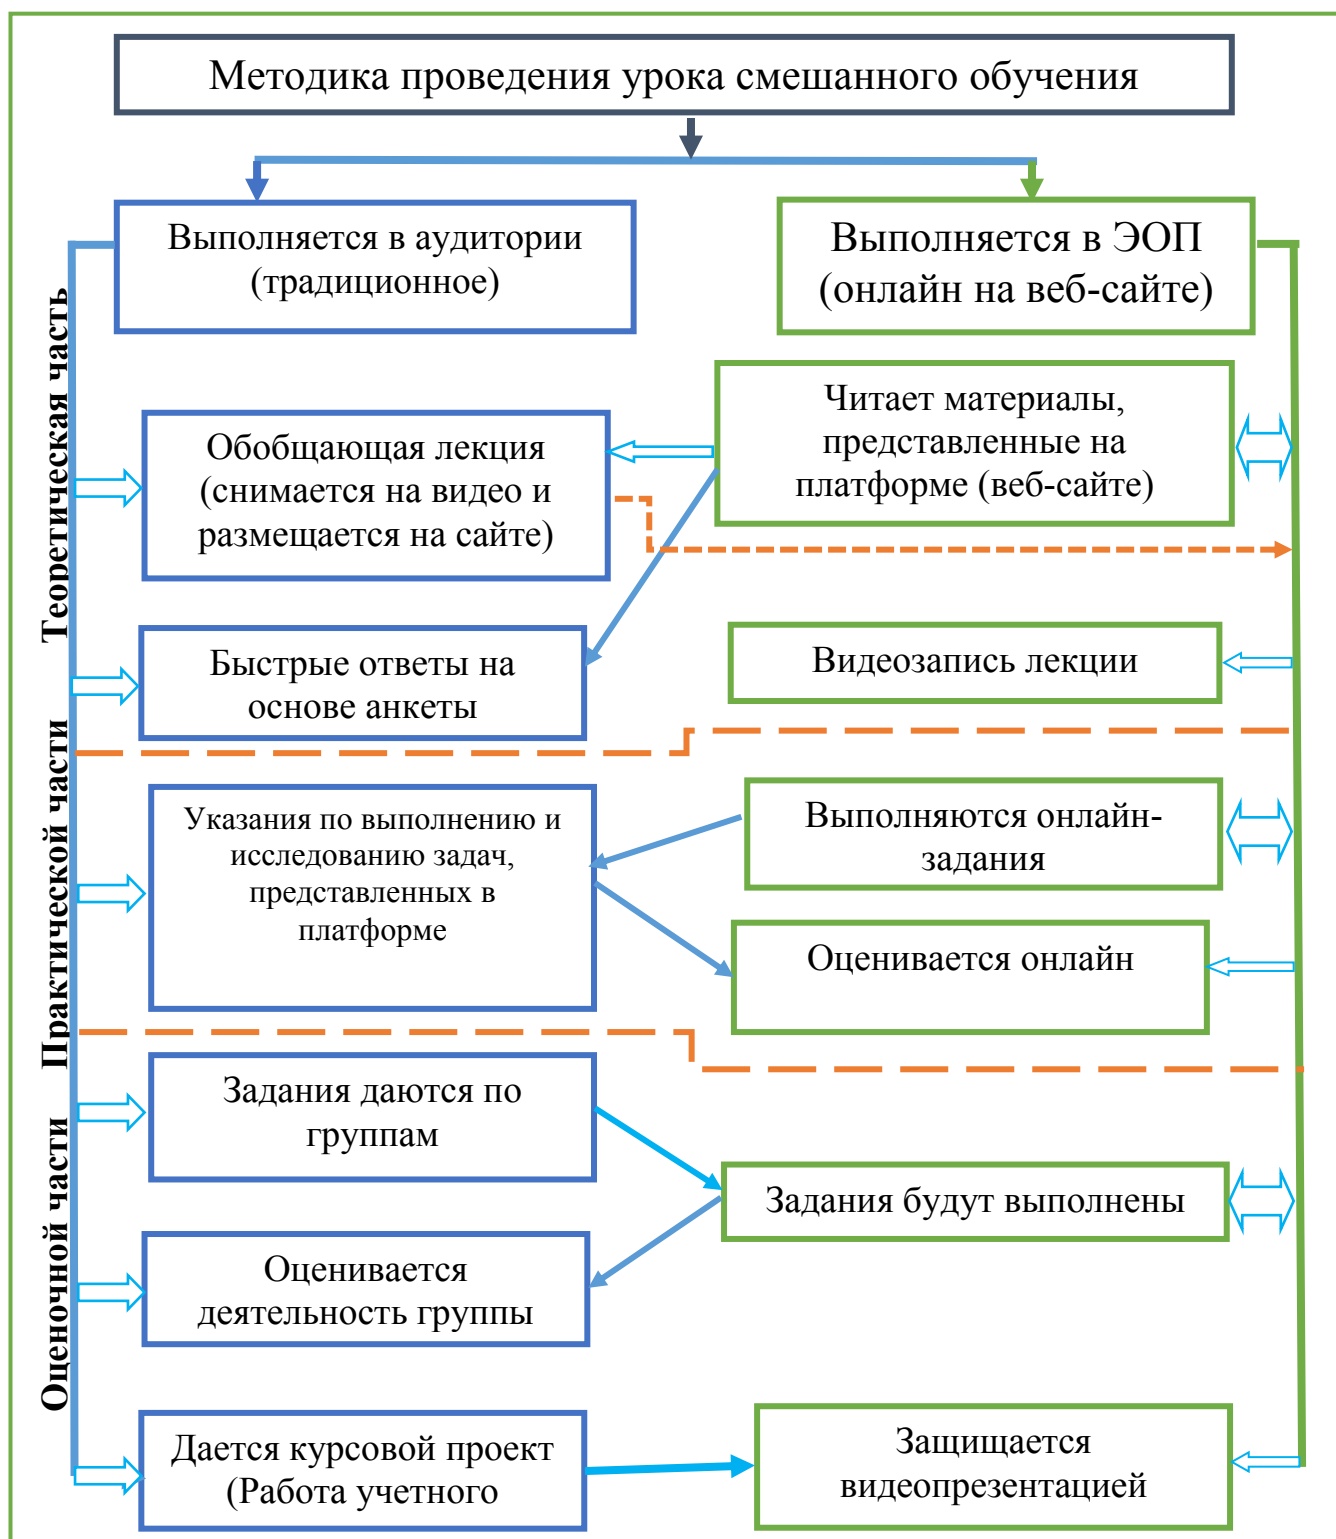 Методика проведения урока смешанного обучения
Выполняется в аудитории
(традиционное)
Выполняется в ЭОП
(онлайн на веб-сайте)
Теоретическая часть
Читает материалы,
представленные на
платформе (веб-сайте)
Обобщающая лекция
(снимается на видео и
размещается на сайте)
Быстрые ответы на
основе анкеты
Видеозапись лекции
Практической части
Указания по выполнению и
исследованию задач,
представленных в
платформе
Выполняются онлайн-
задания
Оценивается онлайн
Оценочной части
Задания даются по
группам
Задания будут выполнены
Оценивается
деятельность группы
Дается курсовой проект
(Работа учетного
Защищается
видеопрезентацией